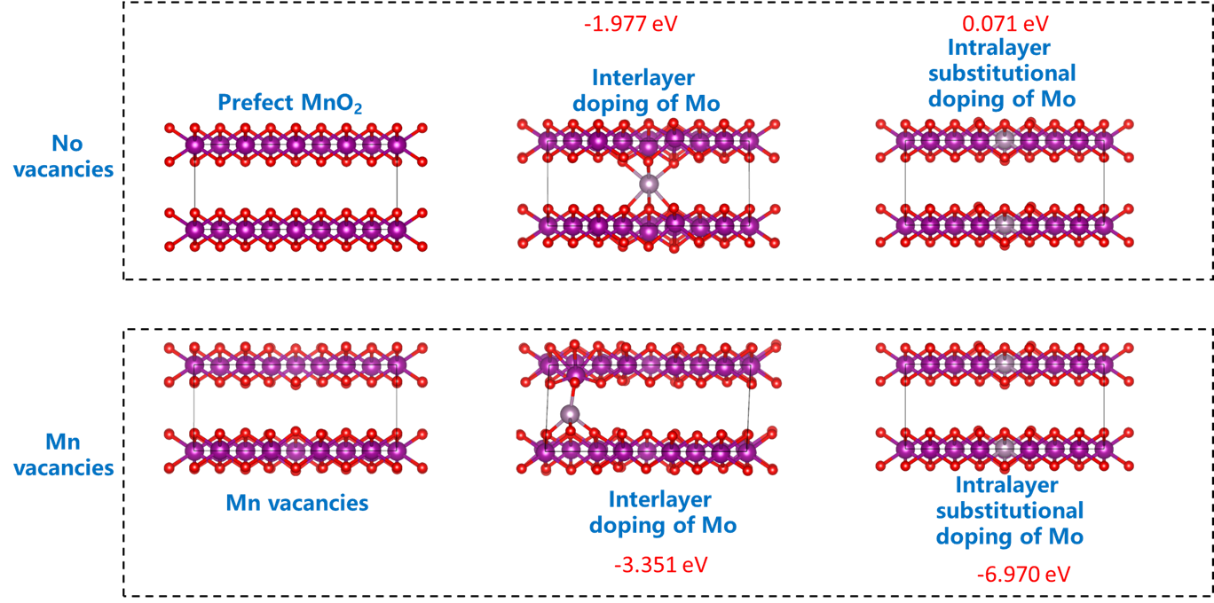 -1.977 eV
0.071 eV
Interlayer
doping of Mo
Intralayer
substitutional
doping of Mo
Prefect MnO₂
No
vacancies
Mn
vacancies
Mn vacancies
Interlayer
doping of Mo
-3.351 eV
Intralayer
substitutional
doping of Mo
-6.970 eV